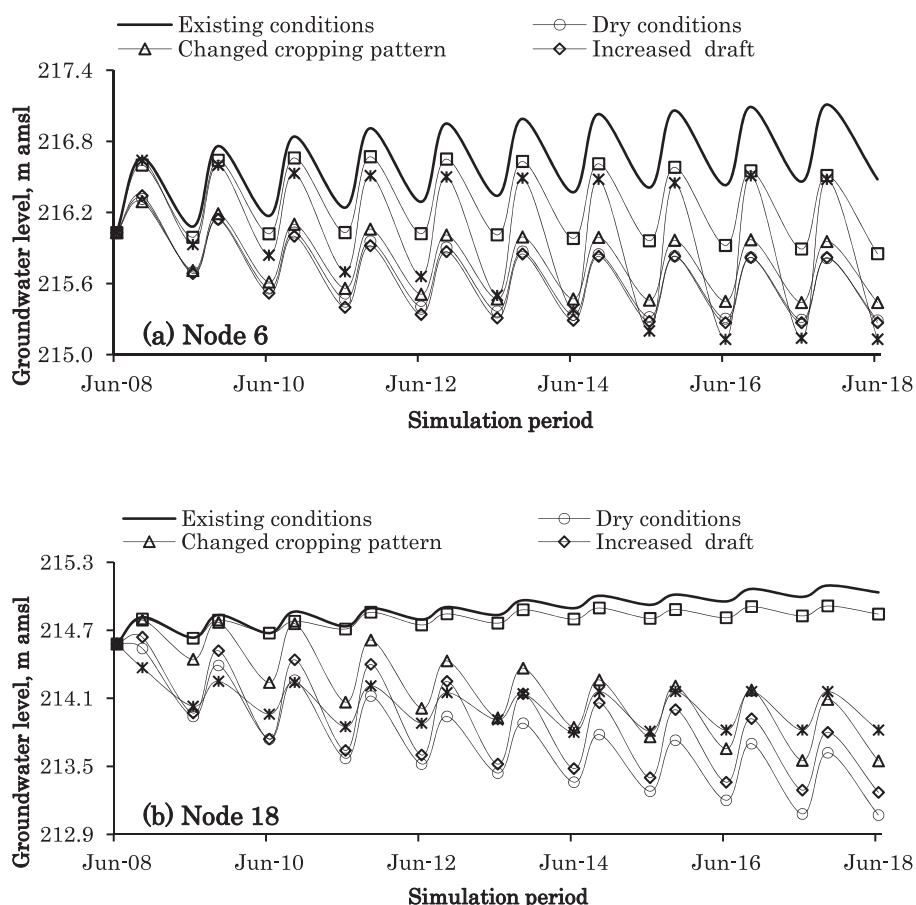 Existing conditions Dry conditions
Changed cropping pattern Increased draft
217.4
216.8
216.2
215.6
215.0
Groundwater level, m amsl
(a) Node 6
Jun-08 Jun-10 Jun-12 Jun-14 Jun-16 Jun-18
Simulation period
Existing conditions Dry conditions
Changed cropping pattern Increased draft
215.3
214.7
214.1
213.5
212.9
Groundwater level, m amsl
(b) Node 18
Jun-08 Jun-10 Jun-12 Jun-14 Jun-16 Jun-18
Simulation period